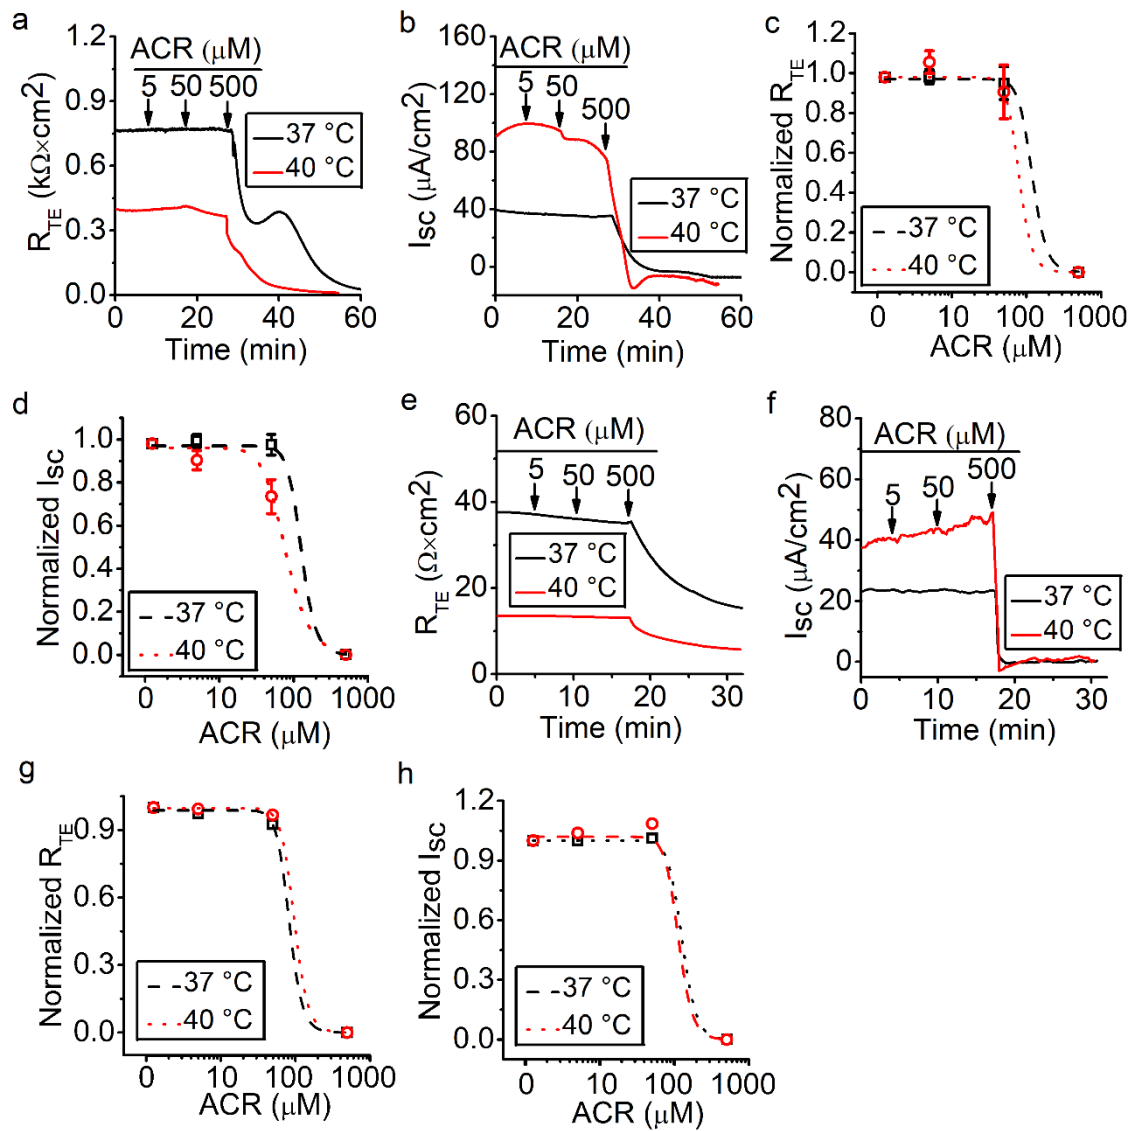 a
1.2
0.9
0.6
0.3
0.0
R_TE (kΩ×cm2)
ACR (μM)
5 50 500
37 °C
40 °C
0 20 40 60
Time (min)
b
160
120
80
40
0
Isc (μA/cm2)
ACR (μM)
5 50 500
37 °C
40 °C
0 20 40 60
Time (min)
c
1.2
1.0
0.8
0.6
0.4
0.2
0.0
Normalized R_TE
37 °C
40 °C
0 10 100 1000
ACR (μM)
d
1.0
0.8
0.6
0.4
0.2
0.0
Normalized Isc
37 °C
40 °C
0 10 100 1000
ACR (μM)
e
60
40
20
0
R_TE (Ω×cm2)
ACR (μM)
5 50 500
37 °C
40 °C
0 10 20 30
Time (min)
f
60
40
20
0
Isc (μA/cm2)
ACR (μM)
5 50 500
37 °C
40 °C
0 10 20 30
Time (min)
g
0.9
0.6
0.3
0.0
Normalized R_TE
37 °C
40 °C
0 10 100 1000
ACR (μM)
h
1.2
0.9
0.6
0.3
0.0
Normalized Isc
37 °C
40 °C
0 10 100 1000
ACR (μM)